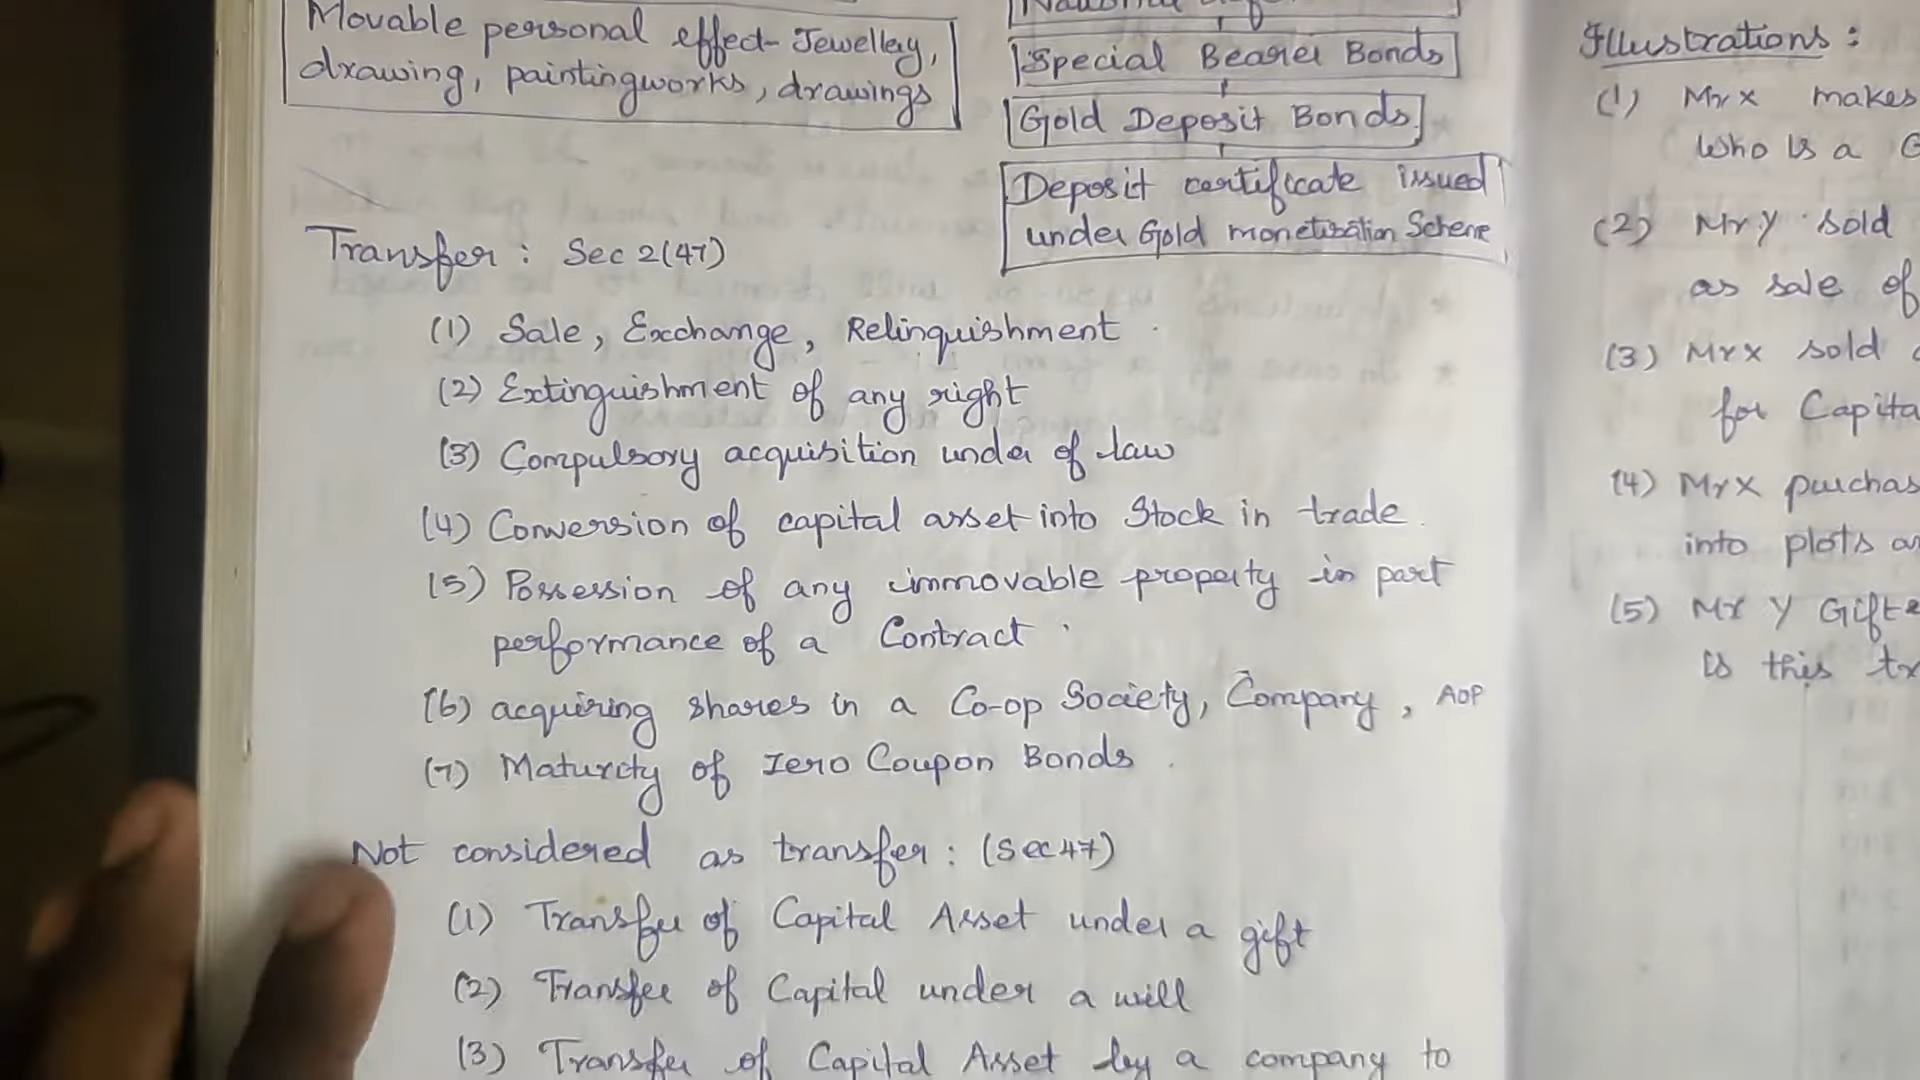 Movable personal effect- Jewellery,
drawing, paintingworks, drawings
Special Bearer Bonds
Gold Deposit Bonds
Deposit certificate issued
under Gold monetization Scheme
Transfer : Sec 2(47)
(1) Sale, Exchange, Relinquishment
(2) Extinguishment of any right
(3) Compulsory acquisition under of law
(4) Conversion of capital asset into Stock in trade
(5) Possession of any immovable property in part
performance of a Contract
(6) acquiring shares in a Co-op Society, Company, AOP
(7) Maturity of Zero Coupon Bonds
Not considered as transfer : (Sec 47)
(1) Transfer of Capital Asset under a gift
(2) Transfer of Capital under a will
(3) Transfer of Capital Asset by a company to
Illustrations :
(1) Mr X makes
who is a
(2) Mr Y sold
as sale of
(3) Mr X sold
for Capita
(4) Mr X purchas
into plots
(5) Mr Y Gifte
Is this